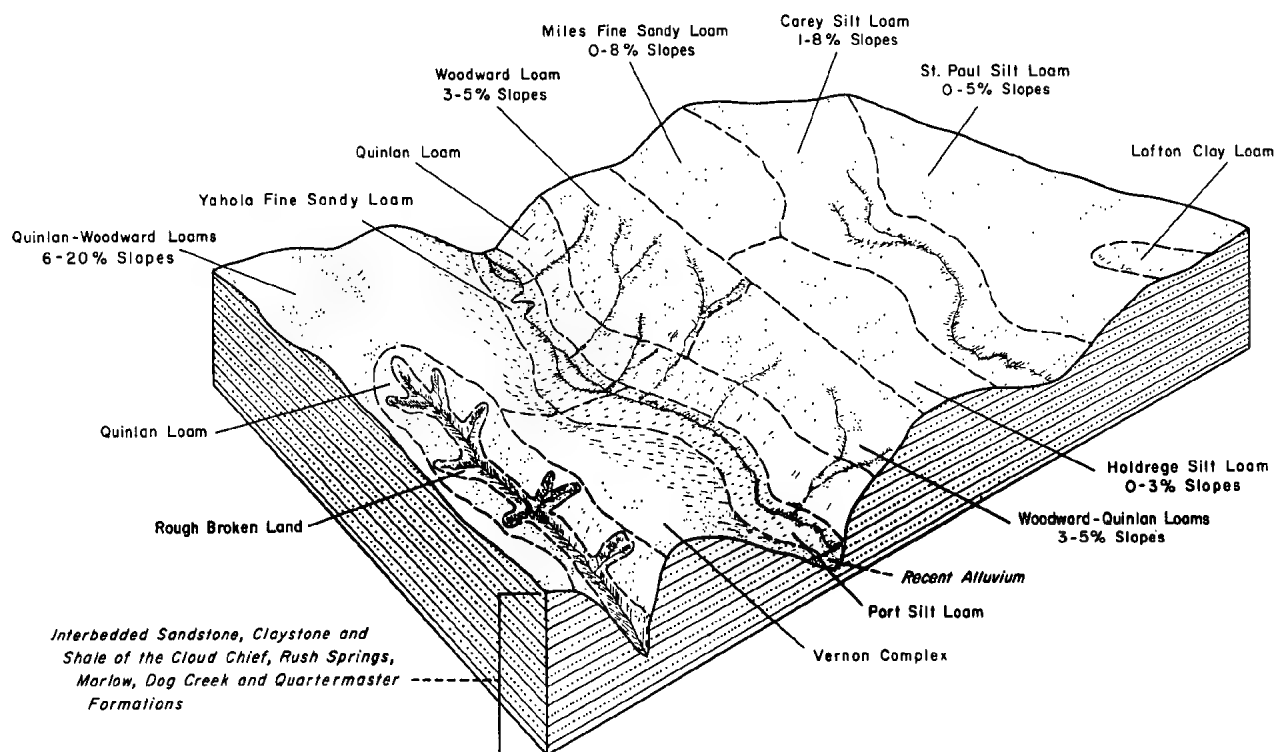 Carey Silt Loam
1-8% Slopes
Miles Fine Sandy Loam
0-8% Slopes
St. Paul Silt Loam
0-5% Slopes
Woodward Loam
3-5% Slopes
Lofton Clay Loam
Quinlan Loam
Yahola Fine Sandy Loam
Quinlan-Woodward Loams
6-20% Slopes
Quinlan Loam
Rough Broken Land
Holdrege Silt Loam
0-3% Slopes
Woodward-Quinlan Loams
3-5% Slopes
Recent Alluvium
Port Silt Loam
Vernon Complex
Interbedded Sandstone, Claystone and
Shale of the Cloud Chief, Rush Springs,
Marlow, Dog Creek and Quartermaster
Formations